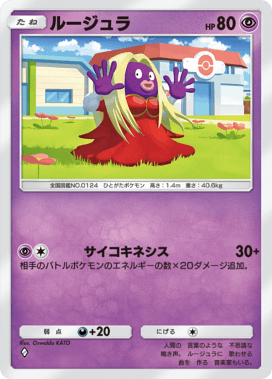 たね ルージュラ HP 80
全国図鑑NO.0124 ひとがたポケモン 高さ：1.4m 重さ：40.6kg
サイコキネシス 30+
相手のバトルポケモンのエネルギーの数×20ダメージ追加。
弱点 +20 にげる
Illus. Oswaldo KATO
人間の 言葉のような 不思議な
鳴き声。ルージュラに 歌わせる
曲を 作る 音楽家もいる。